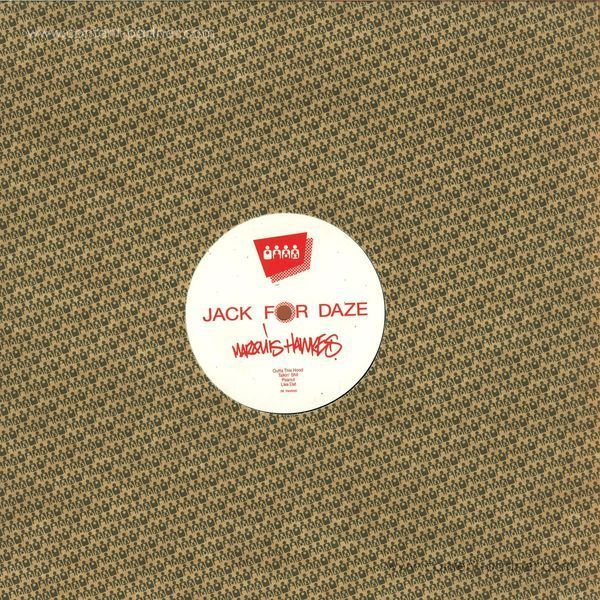 JACK FOR DAZE
MARQUIS HAWKES
Outta This Hood
Talkin' Shit
Peanut
Like Dat